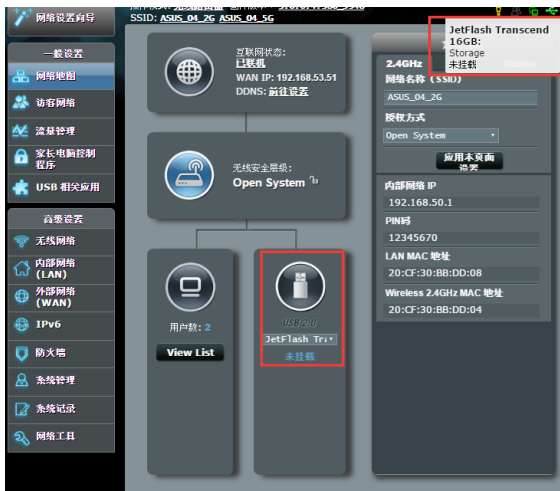 网络设置向导
SSID: ASUS_04_2G ASUS_04_5G
JetFlash Transcend
16GB:
Storage
未挂载
一般设置
网络地图
访客网络
流量管理
家长电脑控制
程序
USB 相关应用
高级设置
无线网络
内部网络
(LAN)
外部网络
(WAN)
IPv6
防火墙
系统管理
系统记录
网络工具
互联网状态:
已联机
WAN IP: 192.168.53.51
DDNS: 前往设置
无线安全层级:
Open System
用户数: 2
View List
USB 2.0
JetFlash Tr
未挂载
2.4GHz
网络名称 (SSID)
ASUS_04_2G
授权方式
Open System
应用本页面
设置
内部网络 IP
192.168.50.1
PIN码
12345670
LAN MAC 地址
20:CF:30:BB:DD:08
Wireless 2.4GHz MAC 地址
20:CF:30:BB:DD:04